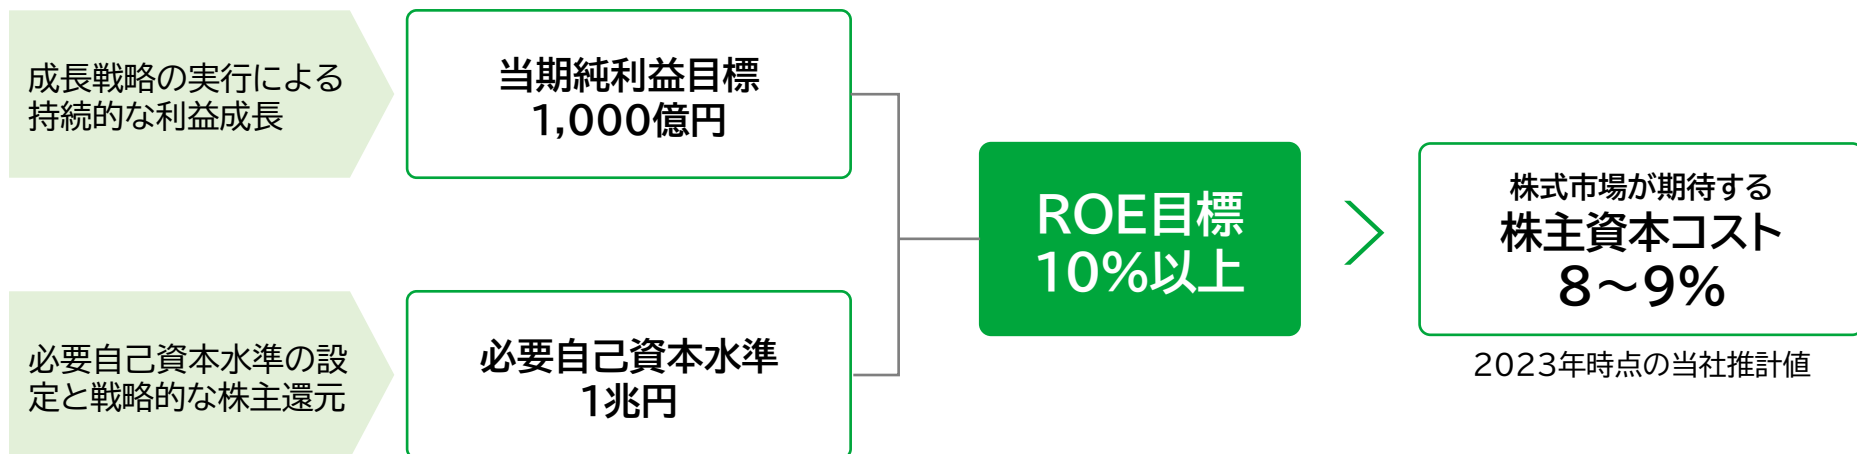 成長戦略の実行による
持続的な利益成長
当期純利益目標
1,000億円
必要自己資本水準の設
定と戦略的な株主還元
必要自己資本水準
1兆円
ROE目標
10%以上
株式市場が期待する
株主資本コスト
8～9%
2023年時点の当社推計値